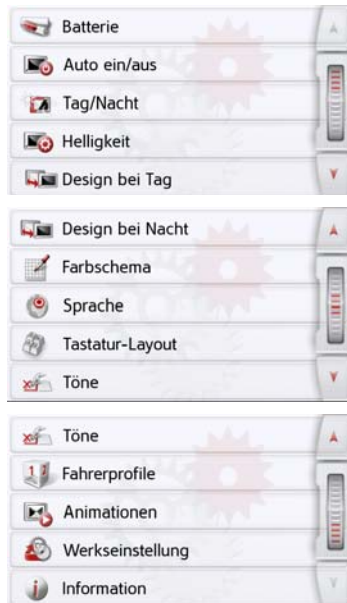 Batterie
Auto ein/aus
Tag/Nacht
Helligkeit
Design bei Tag
Design bei Nacht
Farbschema
Sprache
Tastatur-Layout
Töne
Töne
Fahrerprofile
Animationen
Werkseinstellung
Information